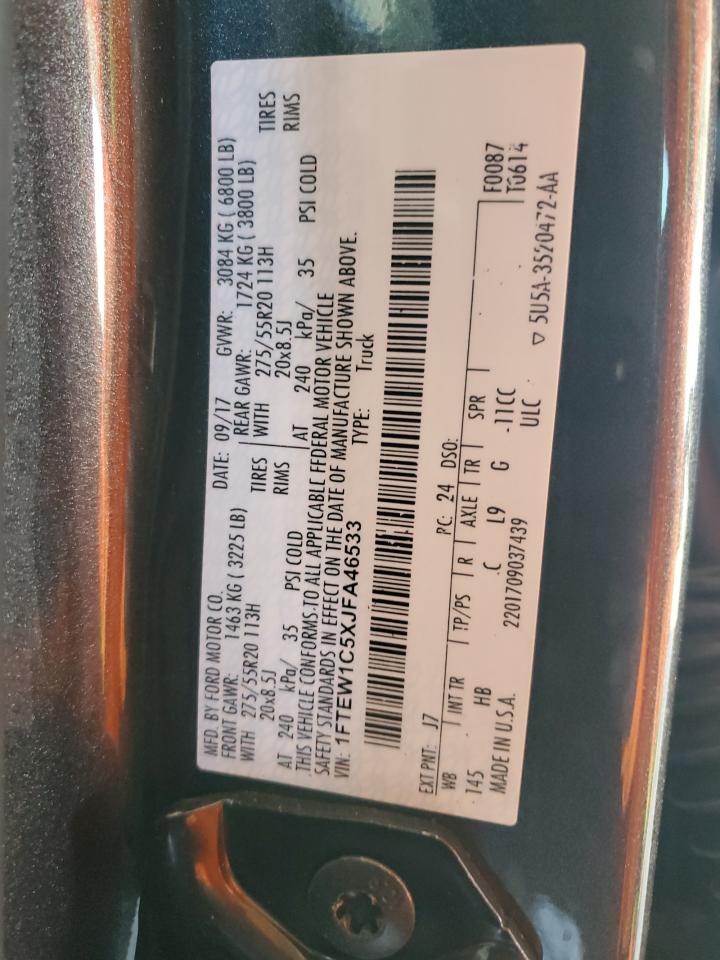 MFD. BY FORD MOTOR CO. DATE: 09/17 GVWR: 3084 KG ( 6800 LB)
FRONT GAWR: 1463 KG ( 3225 LB) REAR GAWR: 1724 KG ( 3800 LB)
WITH 275/55R20 113H TIRES WITH 275/55R20 113H TIRES
20x8.5J RIMS 20x8.5J RIMS
AT 240 kPa/ 35 PSI COLD AT 240 kPa/ 35 PSI COLD
THIS VEHICLE CONFORMS TO ALL APPLICABLE FEDERAL MOTOR VEHICLE
SAFETY STANDARDS IN EFFECT ON THE DATE OF MANUFACTURE SHOWN ABOVE.
VIN: 1FTEW1C5XJFA46533 TYPE: Truck
EXT PNT: J7 PC: 24 DSO: F0087
WB INT TR TP/PS R AXLE TR SPR T0614
145 HB C L9 G -11CC
MADE IN U.S.A. 2201709037439 ULC
▽ 5U5A-3520472-AA